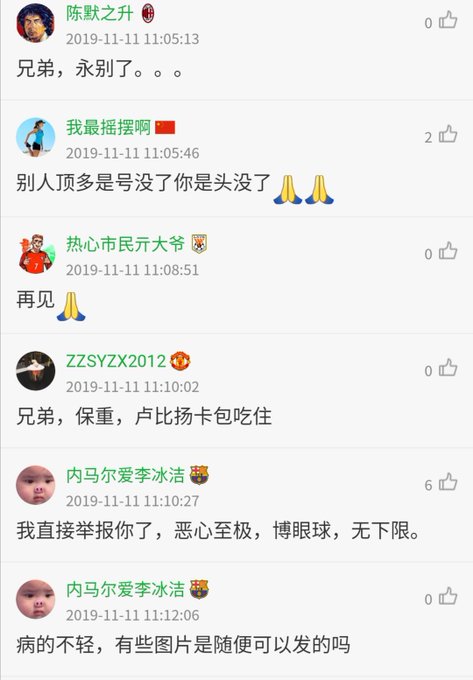 陈默之升
0
2019-11-11 11:05:13
兄弟，永别了。。。
我最摇摆啊
2
2019-11-11 11:05:46
别人顶多是号没了你是头没了
热心市民亓大爷
0
2019-11-11 11:08:51
再见
ZZSYZX2012
0
2019-11-11 11:10:02
兄弟，保重，卢比扬卡包吃住
内马尔爱李冰洁
6
2019-11-11 11:10:27
我直接举报你了，恶心至极，博眼球，无下限。
内马尔爱李冰洁
0
2019-11-11 11:12:06
病的不轻，有些图片是随便可以发的吗